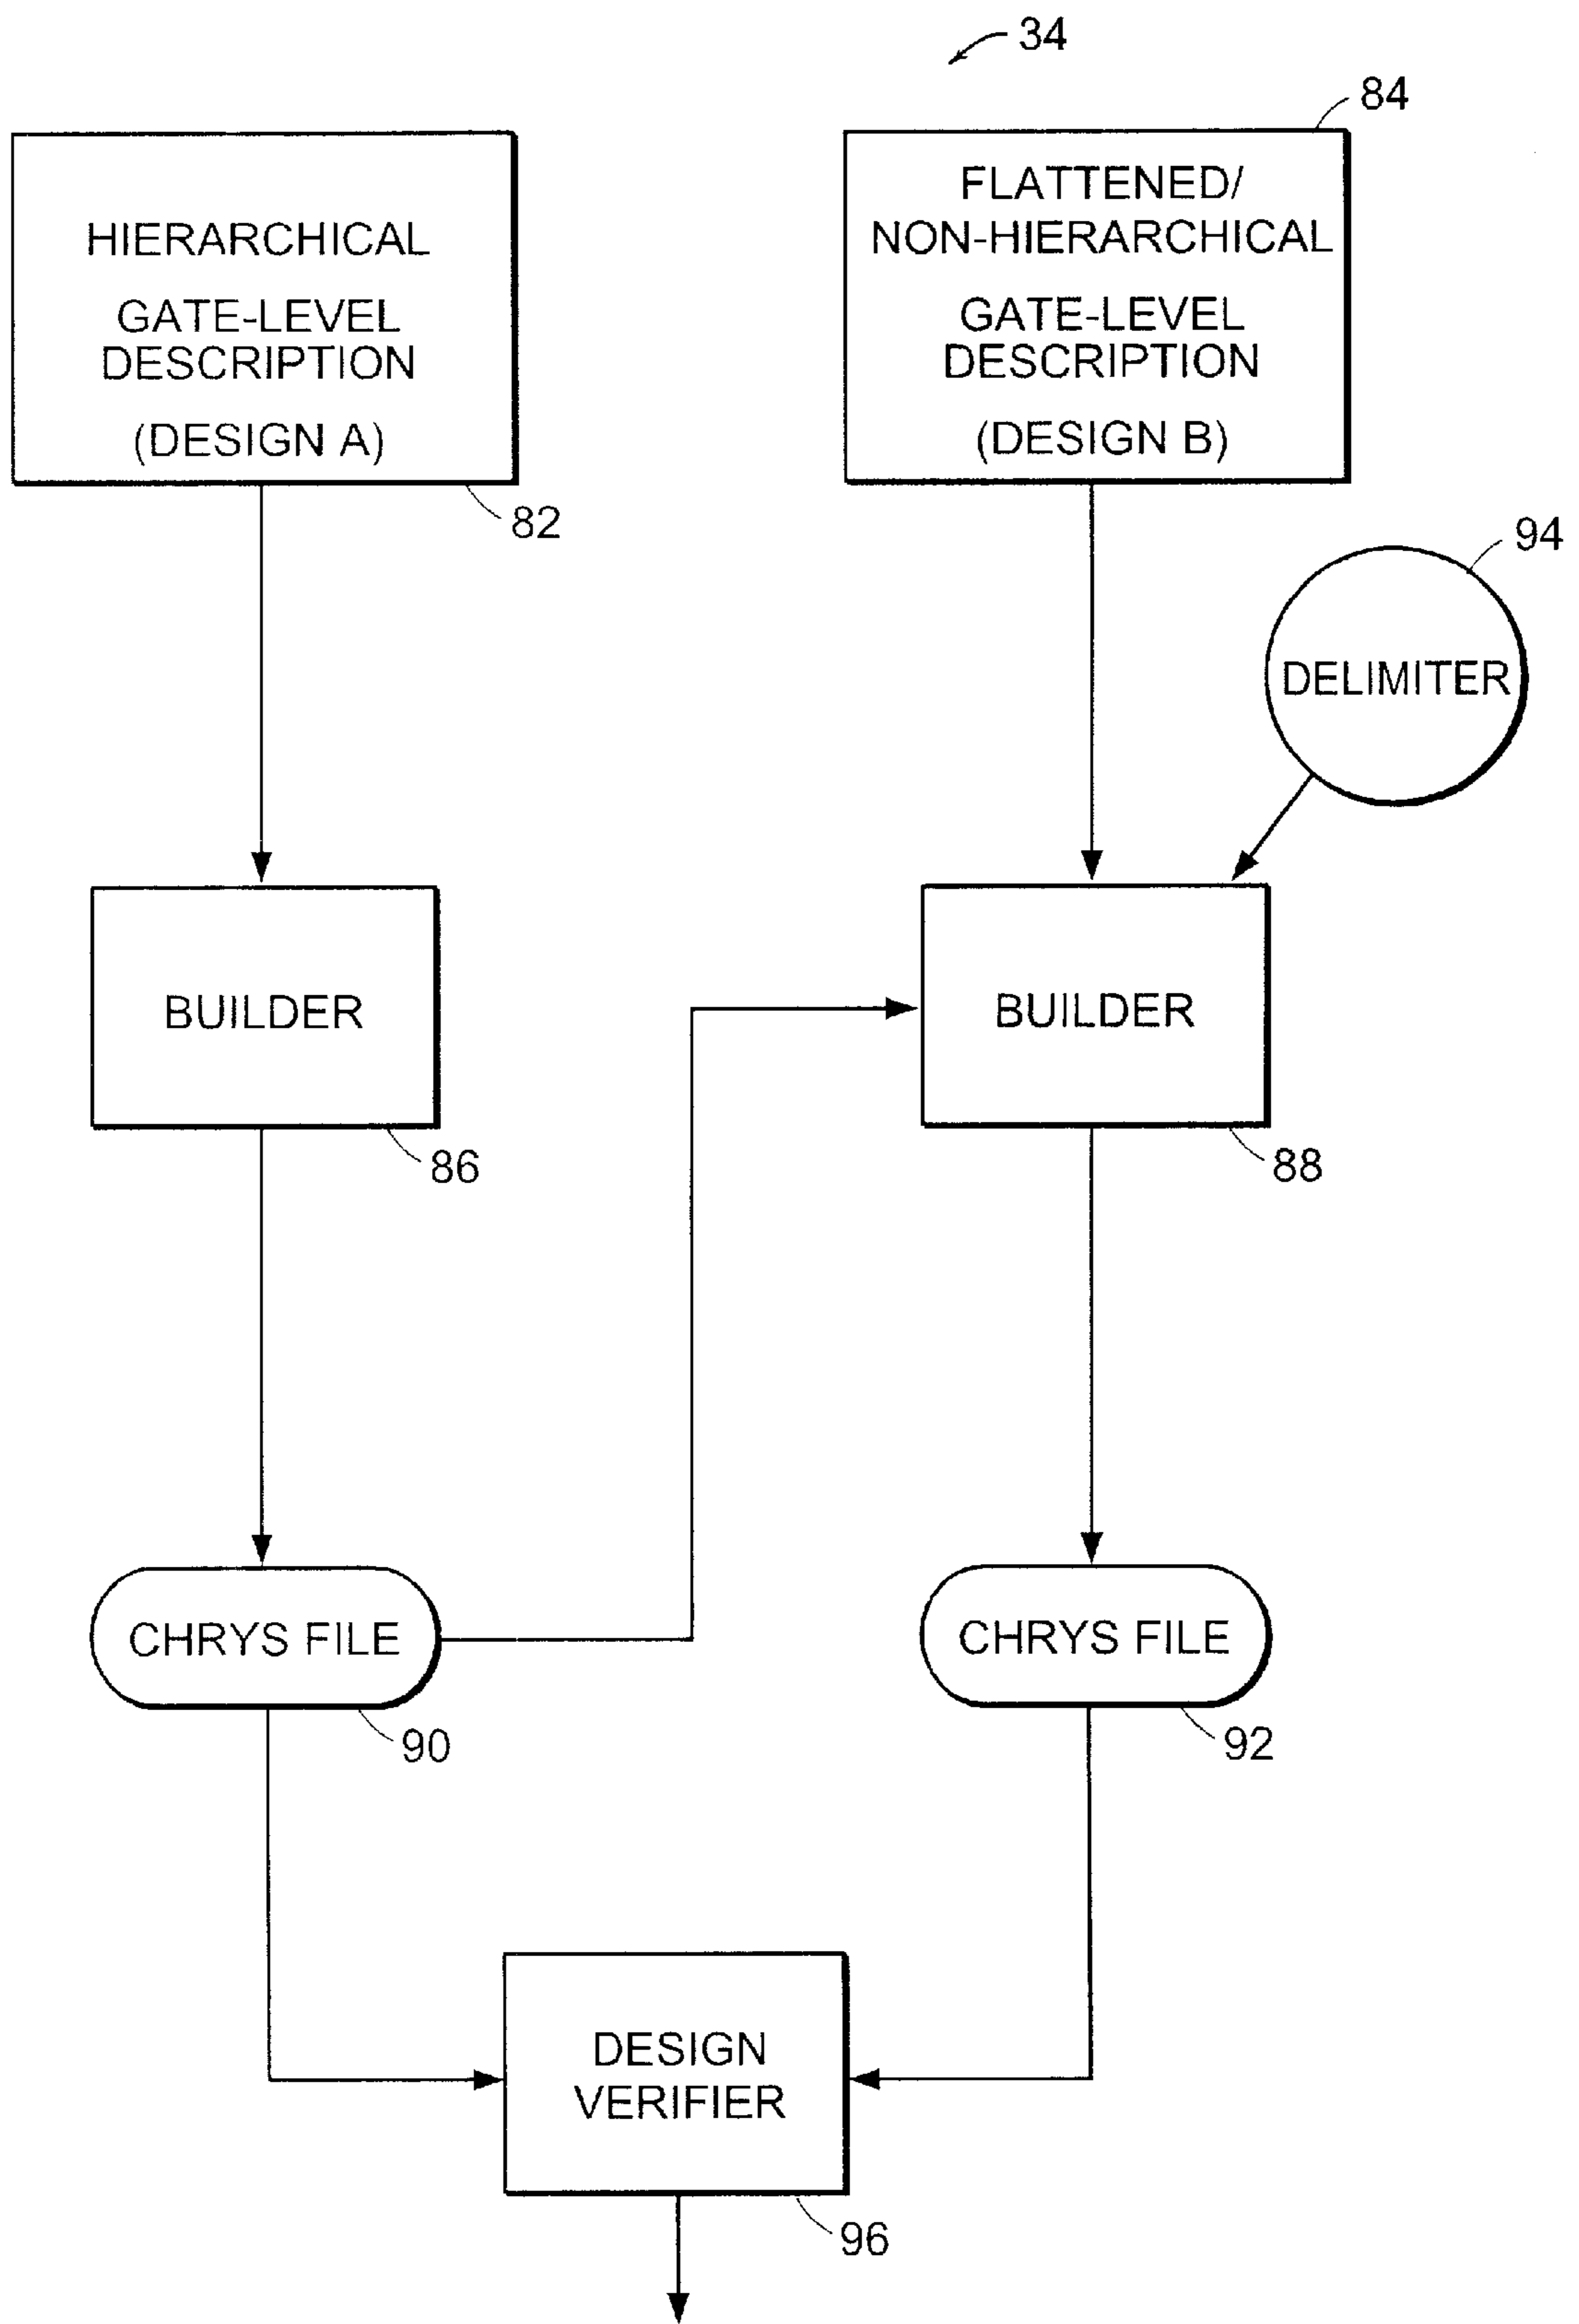 34
84
HIERARCHICAL
GATE-LEVEL
DESCRIPTION
(DESIGN A)
82
FLATTENED/
NON-HIERARCHICAL
GATE-LEVEL
DESCRIPTION
(DESIGN B)
94
DELIMITER
BUILDER
86
BUILDER
88
CHRYS FILE
90
CHRYS FILE
92
DESIGN
VERIFIER
96